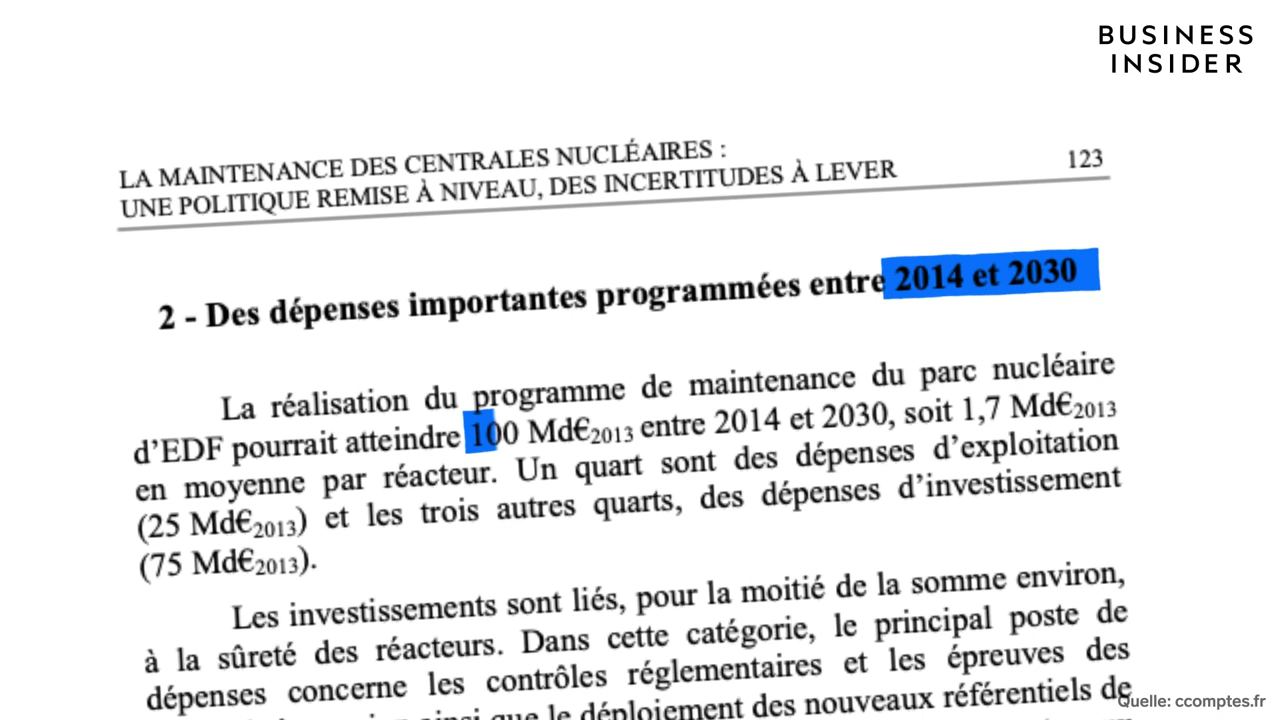 BUSINESS
INSIDER
LA MAINTENANCE DES CENTRALES NUCLÉAIRES :
UNE POLITIQUE REMISE À NIVEAU, DES INCERTITUDES À LEVER 123
2 - Des dépenses importantes programmées entre 2014 et 2030
La réalisation du programme de maintenance du parc nucléaire
d’EDF pourrait atteindre 100 Md€2013 entre 2014 et 2030, soit 1,7 Md€2013
en moyenne par réacteur. Un quart sont des dépenses d’exploitation
(25 Md€2013) et les trois autres quarts, des dépenses d’investissement
(75 Md€2013).
Les investissements sont liés, pour la moitié de la somme environ,
à la sûreté des réacteurs. Dans cette catégorie, le principal poste de
dépenses concerne les contrôles réglementaires et les épreuves des
ainsi que le déploiement des nouveaux référentiels de
Quelle: ccomptes.fr